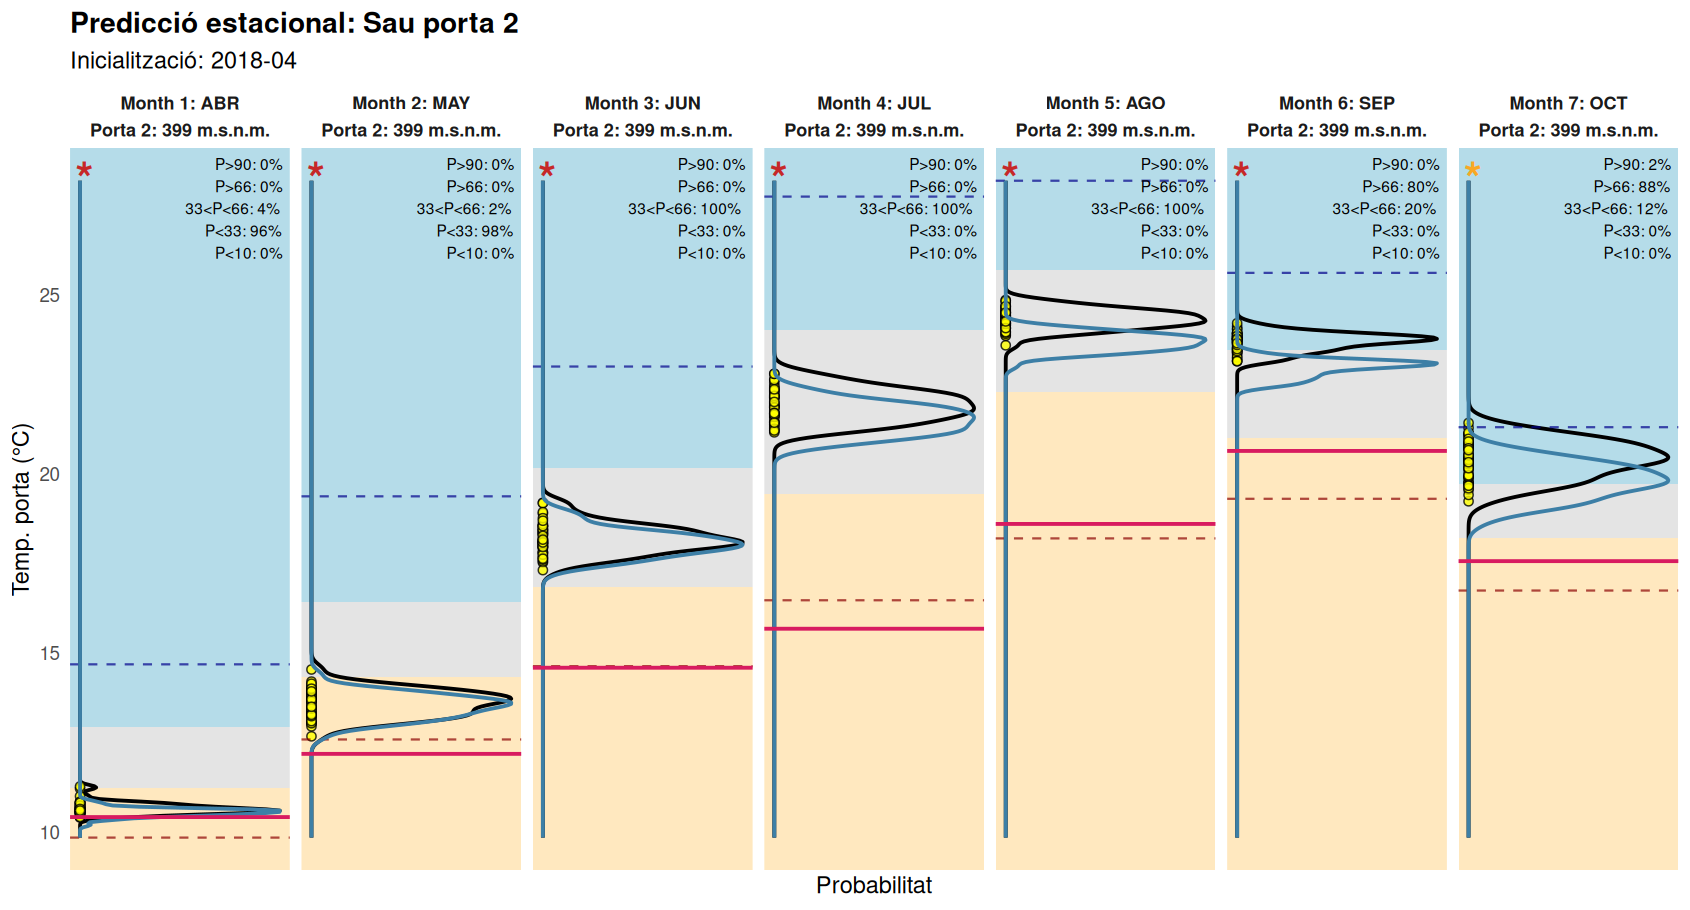 Predicció estacional: Sau porta 2
Inicialització: 2018-04
Month 1: ABR
Porta 2: 399 m.s.n.m.
Month 2: MAY
Porta 2: 399 m.s.n.m.
Month 3: JUN
Porta 2: 399 m.s.n.m.
Month 4: JUL
Porta 2: 399 m.s.n.m.
Month 5: AGO
Porta 2: 399 m.s.n.m.
Month 6: SEP
Porta 2: 399 m.s.n.m.
Month 7: OCT
Porta 2: 399 m.s.n.m.
*
P>90: 0%
P>66: 0%
33<P<66: 4%
P<33: 96%
P<10: 0%
*
P>90: 0%
P>66: 0%
33<P<66: 2%
P<33: 98%
P<10: 0%
*
P>90: 0%
P>66: 0%
33<P<66: 100%
P<33: 0%
P<10: 0%
*
P>90: 0%
P>66: 0%
33<P<66: 100%
P<33: 0%
P<10: 0%
*
P>90: 0%
P>66: 0%
33<P<66: 100%
P<33: 0%
P<10: 0%
*
P>90: 0%
P>66: 80%
33<P<66: 20%
P<33: 0%
P<10: 0%
*
P>90: 2%
P>66: 88%
33<P<66: 12%
P<33: 0%
P<10: 0%
25
20
15
10
Temp. porta (°C)
Probabilitat